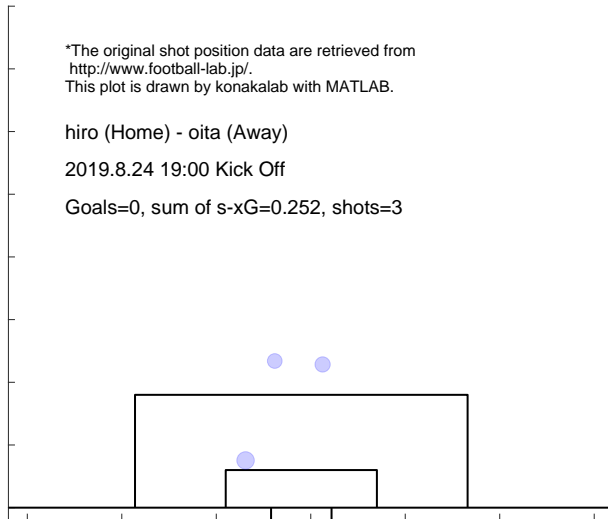 *The original shot position data are retrieved from
http://www.football-lab.jp/.
This plot is drawn by konakalab with MATLAB.
hiro (Home) - oita (Away)
2019.8.24 19:00 Kick Off
Goals=0, sum of s-xG=0.252, shots=3